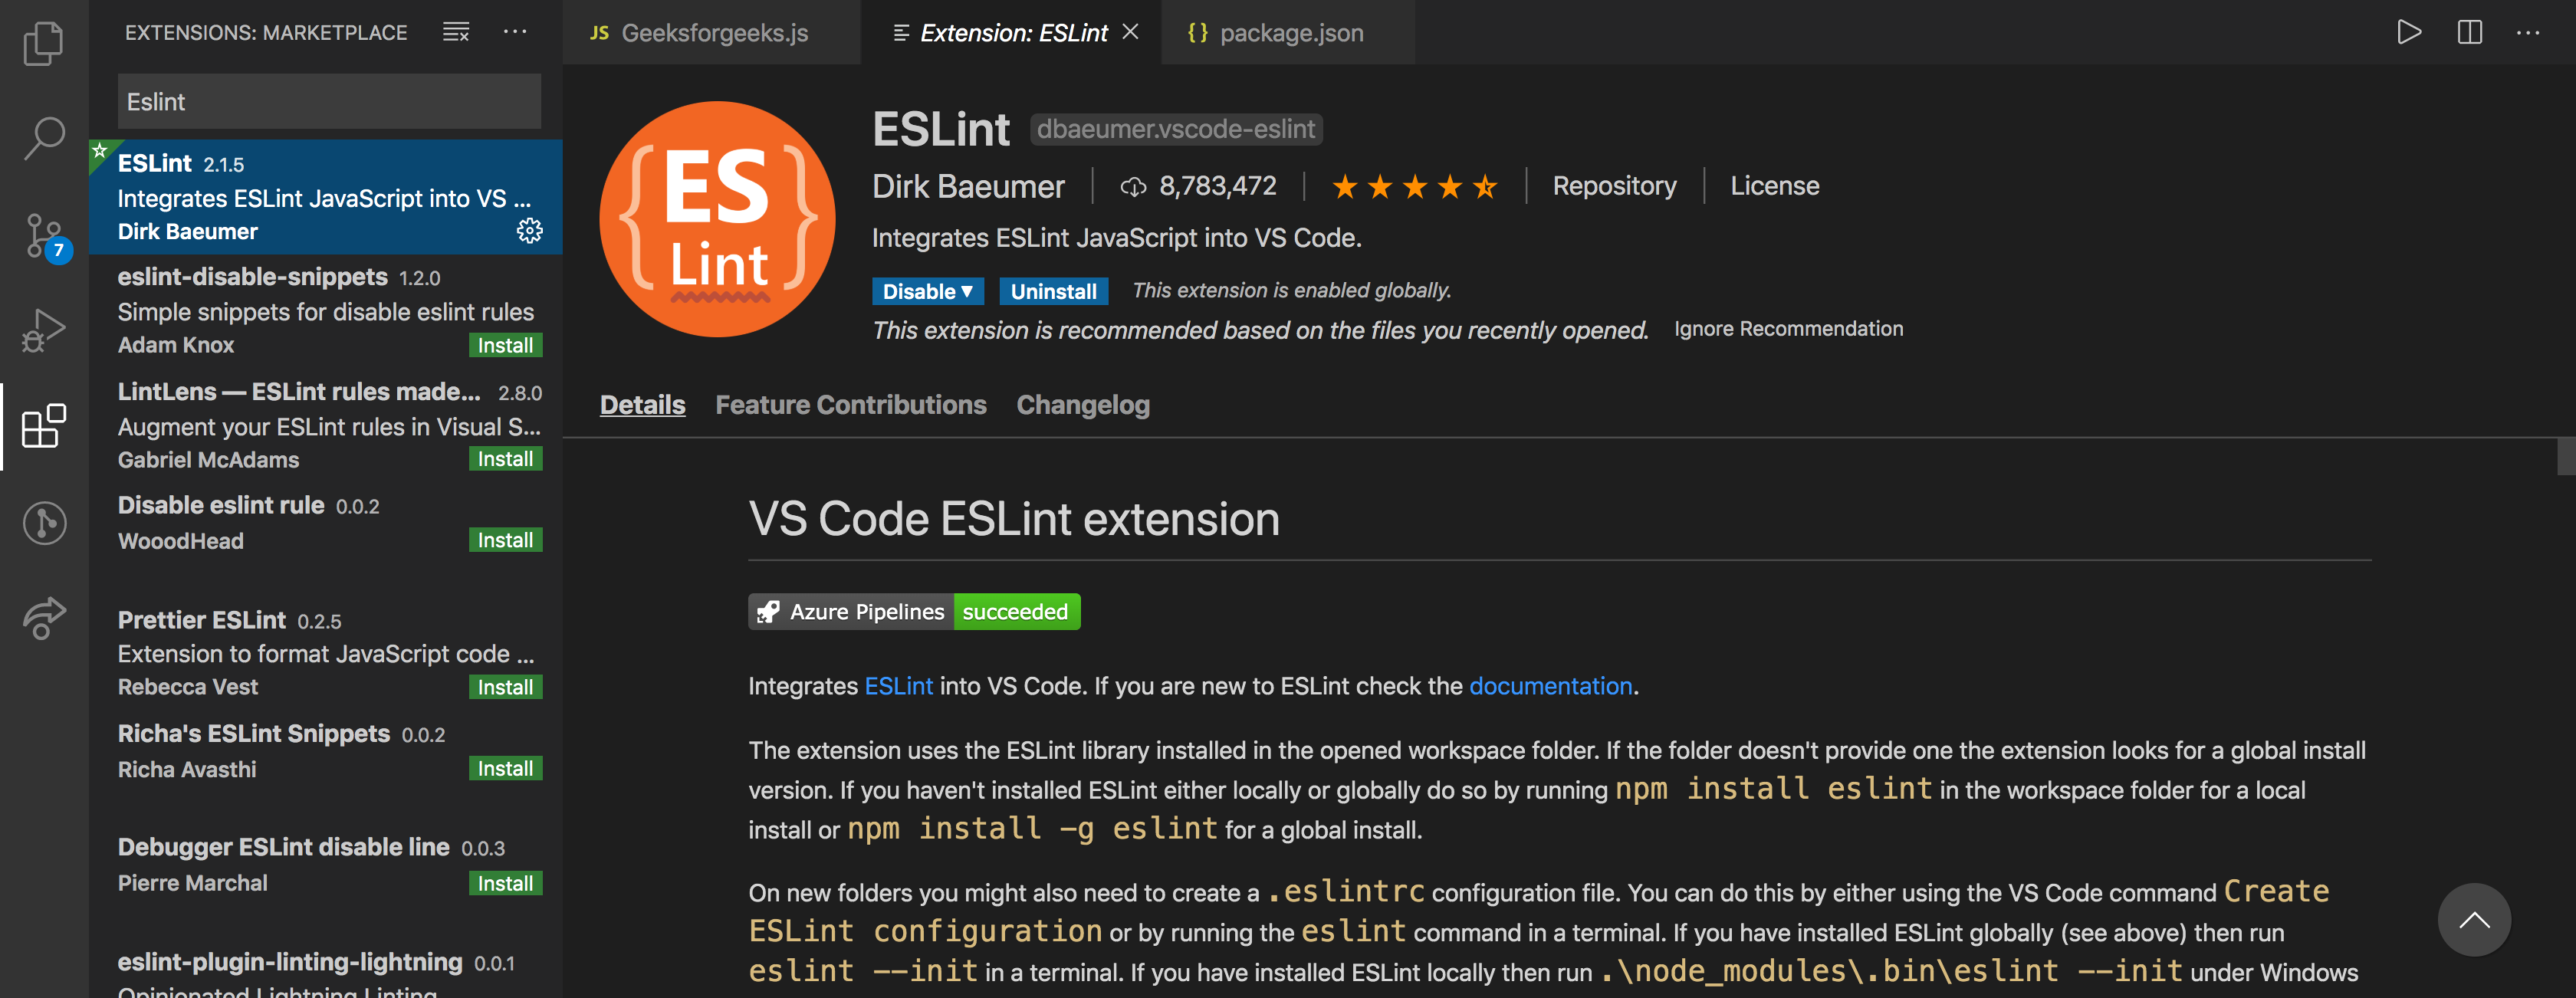 EXTENSIONS: MARKETPLACE
Eslint
ESLint 2.1.5
Integrates ESLint JavaScript into VS ...
Dirk Baeumer
7
eslint-disable-snippets 1.2.0
Simple snippets for disable eslint rules
Adam Knox Install
LintLens — ESLint rules made... 2.8.0
Augment your ESLint rules in Visual S...
Gabriel McAdams Install
Disable eslint rule 0.0.2
WooodHead Install
Prettier ESLint 0.2.5
Extension to format JavaScript code ...
Rebecca Vest Install
Richa's ESLint Snippets 0.0.2
Richa Avasthi Install
Debugger ESLint disable line 0.0.3
Pierre Marchal Install
eslint-plugin-linting-lightning 0.0.1
Opinionated Lightning Linting
JS Geeksforgeeks.js Extension: ESLint {} package.json
{ES Lint}
ESLint dbaeumer.vscode-eslint
Dirk Baeumer 8,783,472 Repository License
Integrates ESLint JavaScript into VS Code.
Disable Uninstall This extension is enabled globally.
This extension is recommended based on the files you recently opened. Ignore Recommendation
Details Feature Contributions Changelog
VS Code ESLint extension
Azure Pipelines succeeded
Integrates ESLint into VS Code. If you are new to ESLint check the documentation.
The extension uses the ESLint library installed in the opened workspace folder. If the folder doesn't provide one the extension looks for a global install
version. If you haven't installed ESLint either locally or globally do so by running npm install eslint in the workspace folder for a local
install or npm install -g eslint for a global install.
On new folders you might also need to create a .eslintrc configuration file. You can do this by either using the VS Code command Create
ESLint configuration or by running the eslint command in a terminal. If you have installed ESLint globally (see above) then run
eslint --init in a terminal. If you have installed ESLint locally then run .\node_modules\.bin\eslint --init under Windows